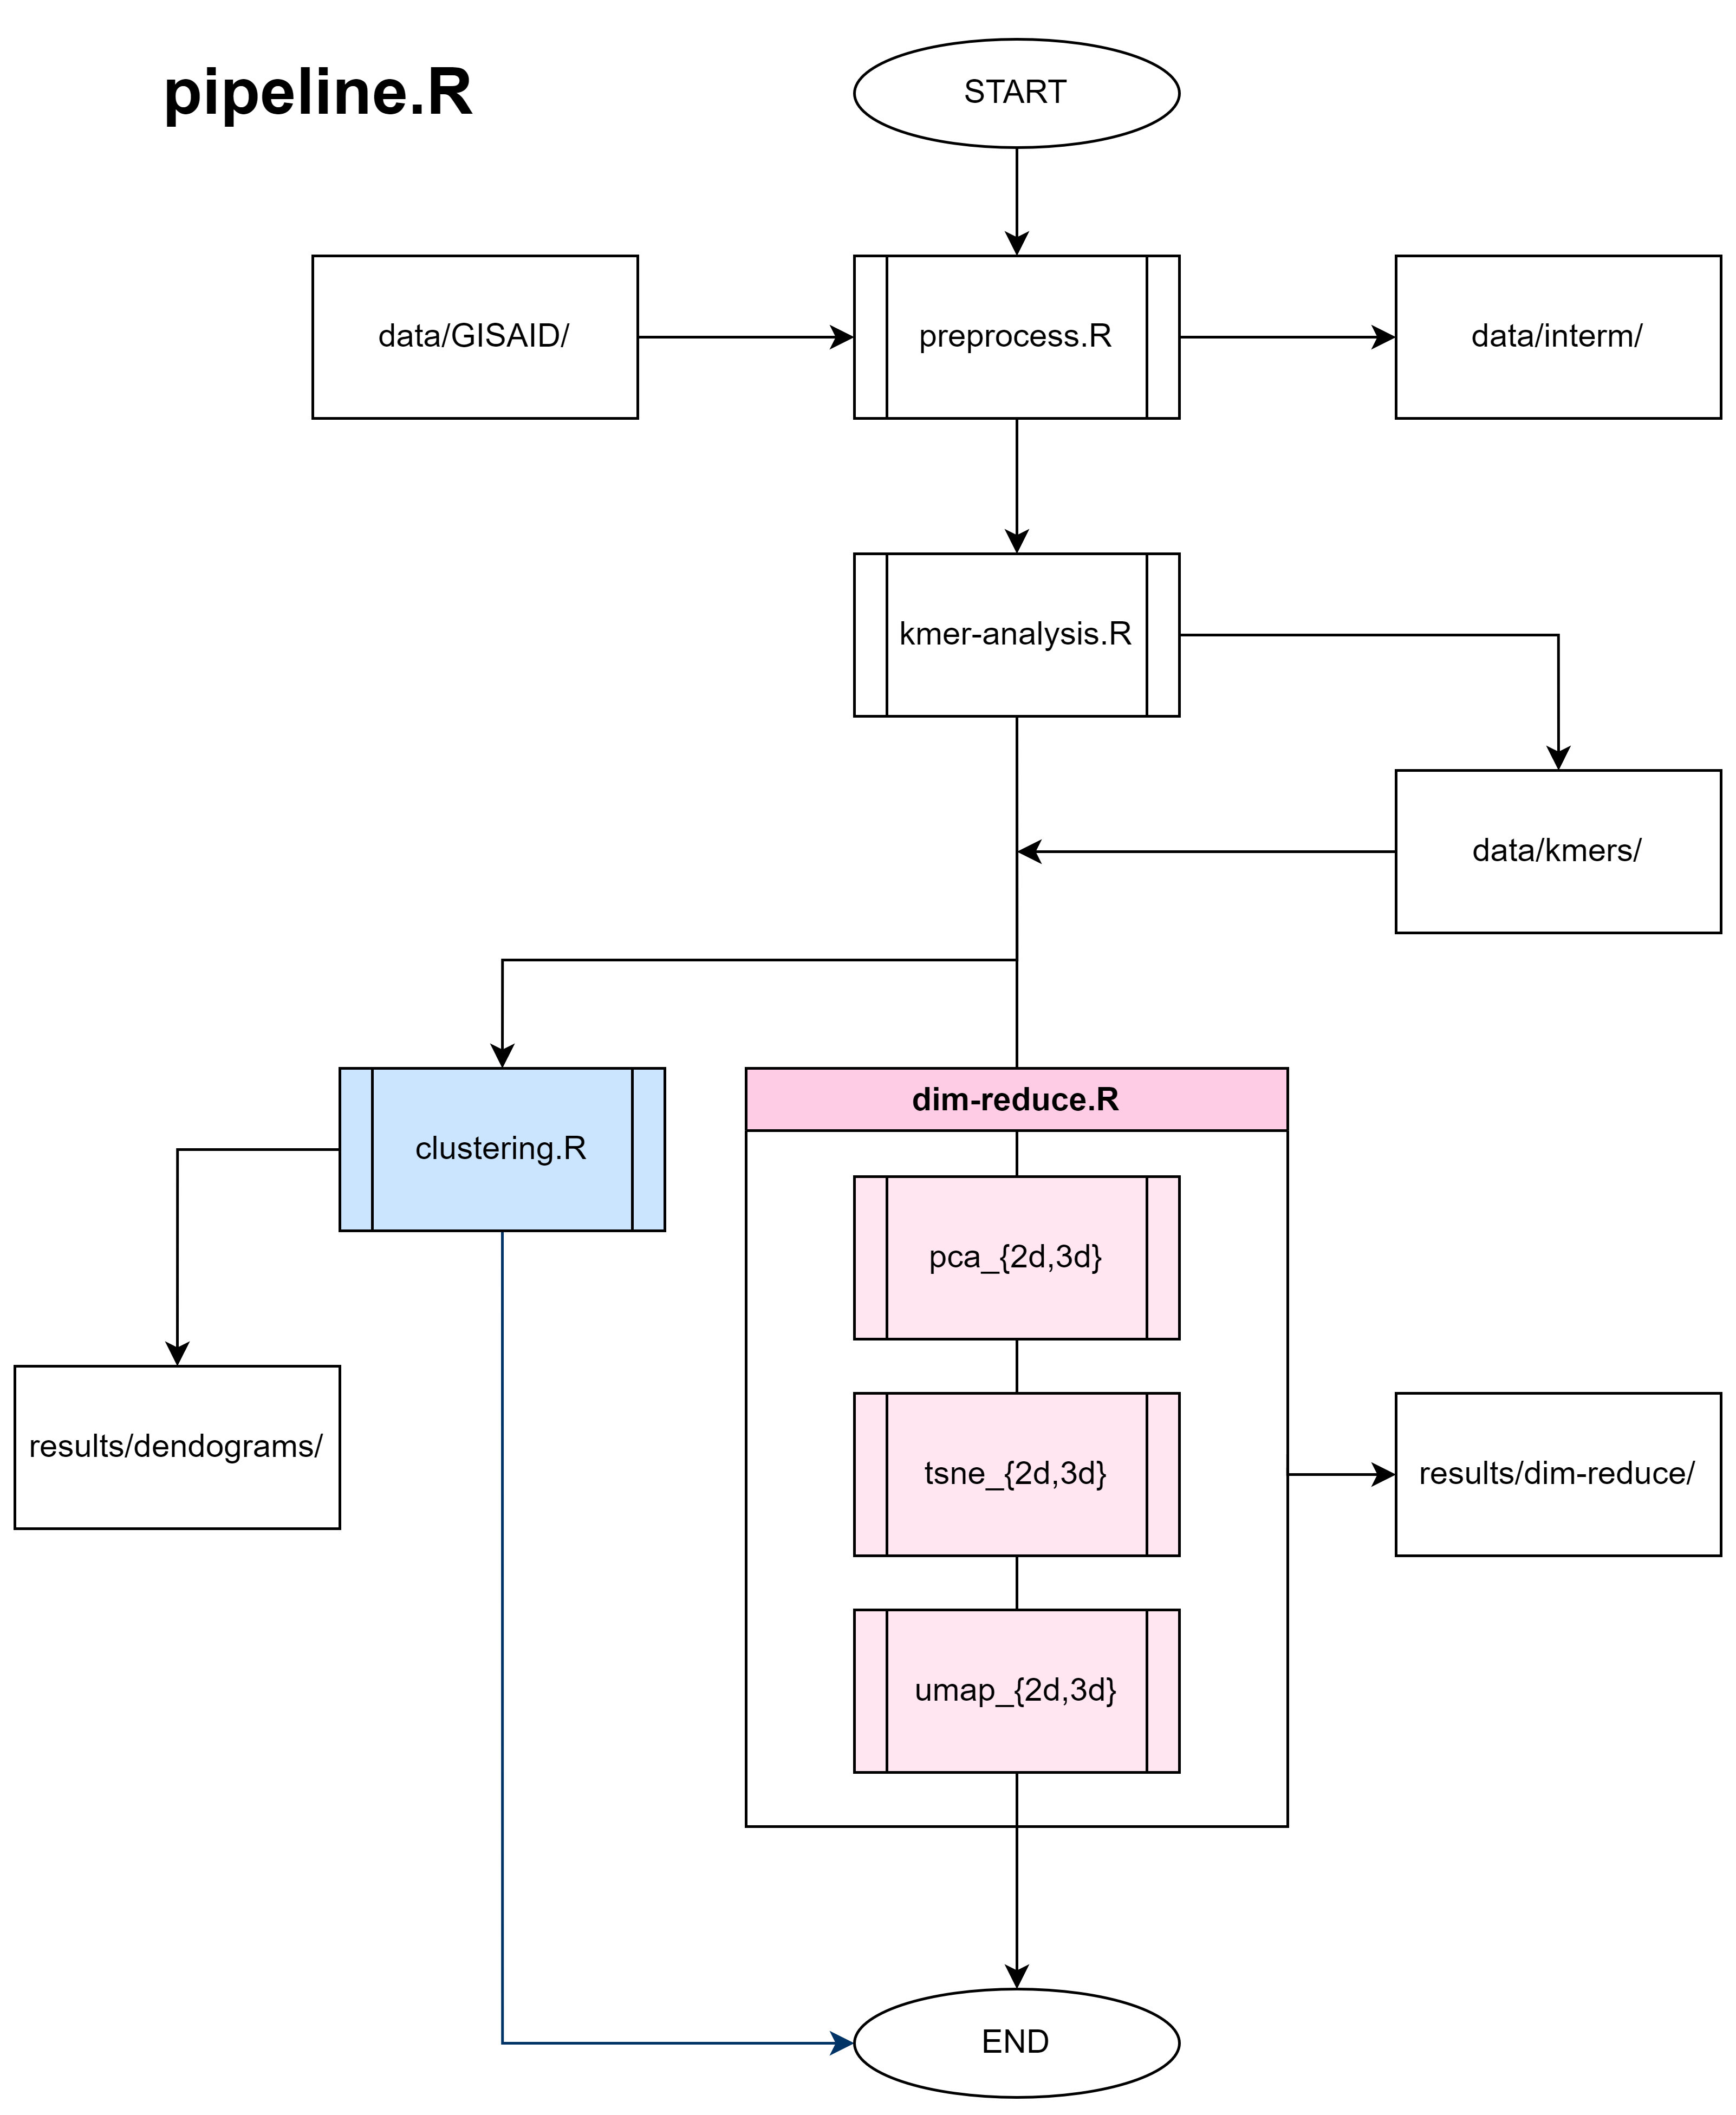 pipeline.R
START
data/GISAID/
preprocess.R
data/interm/
kmer-analysis.R
data/kmers/
clustering.R
dim-reduce.R
pca_{2d,3d}
results/dendograms/
tsne_{2d,3d}
results/dim-reduce/
umap_{2d,3d}
END